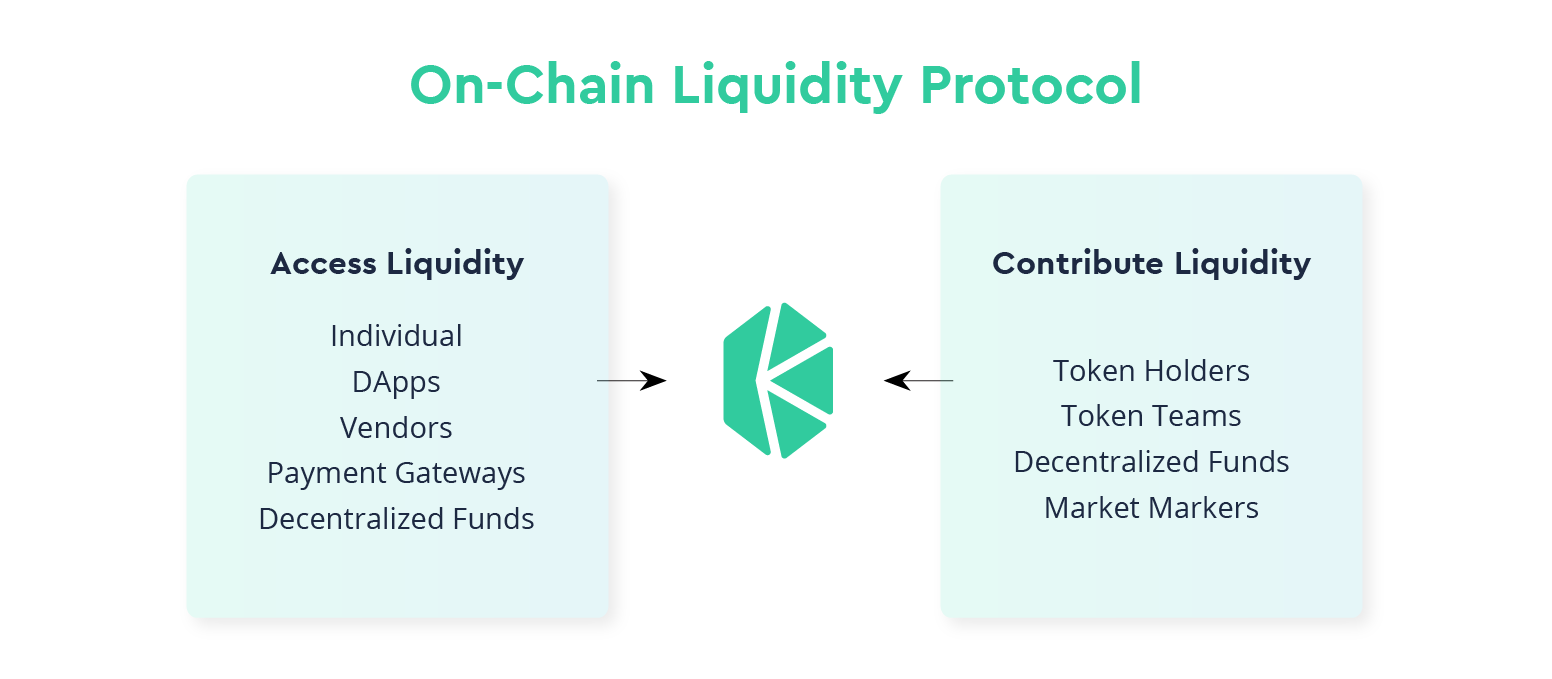 On-Chain Liquidity Protocol
Access Liquidity
Individual
DApps
Vendors
Payment Gateways
Decentralized Funds
Contribute Liquidity
Token Holders
Token Teams
Decentralized Funds
Market Markers